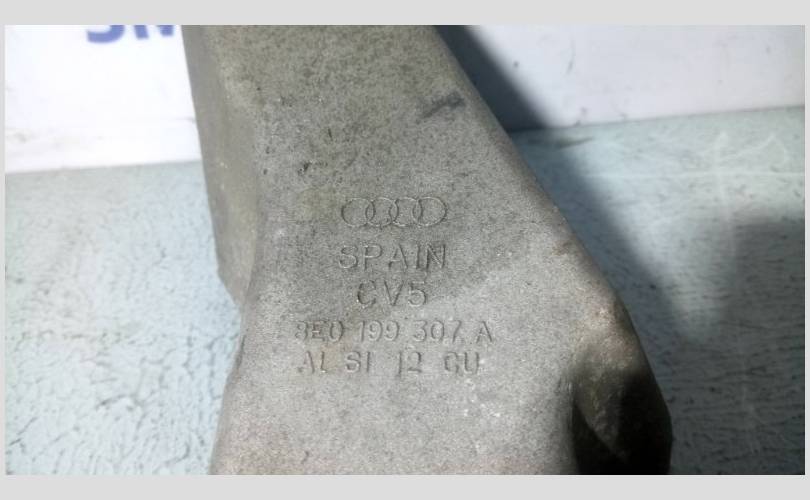 SPAIN
CV5
8E0 199 307 A
AL SI 12 CU